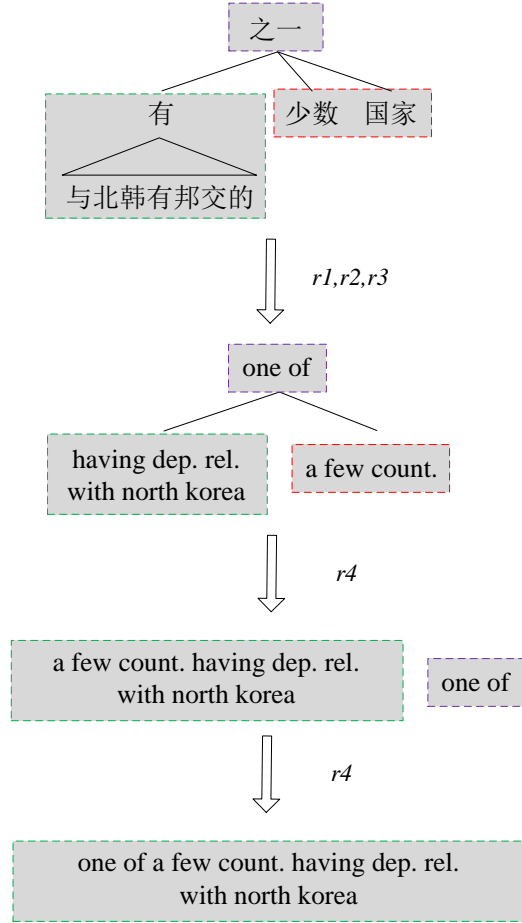 之一
有
少数 国家
与北韩有邦交的
r1,r2,r3
one of
having dep. rel.
with north korea
a few count.
r4
a few count. having dep. rel.
with north korea
one of
r4
one of a few count. having dep. rel.
with north korea